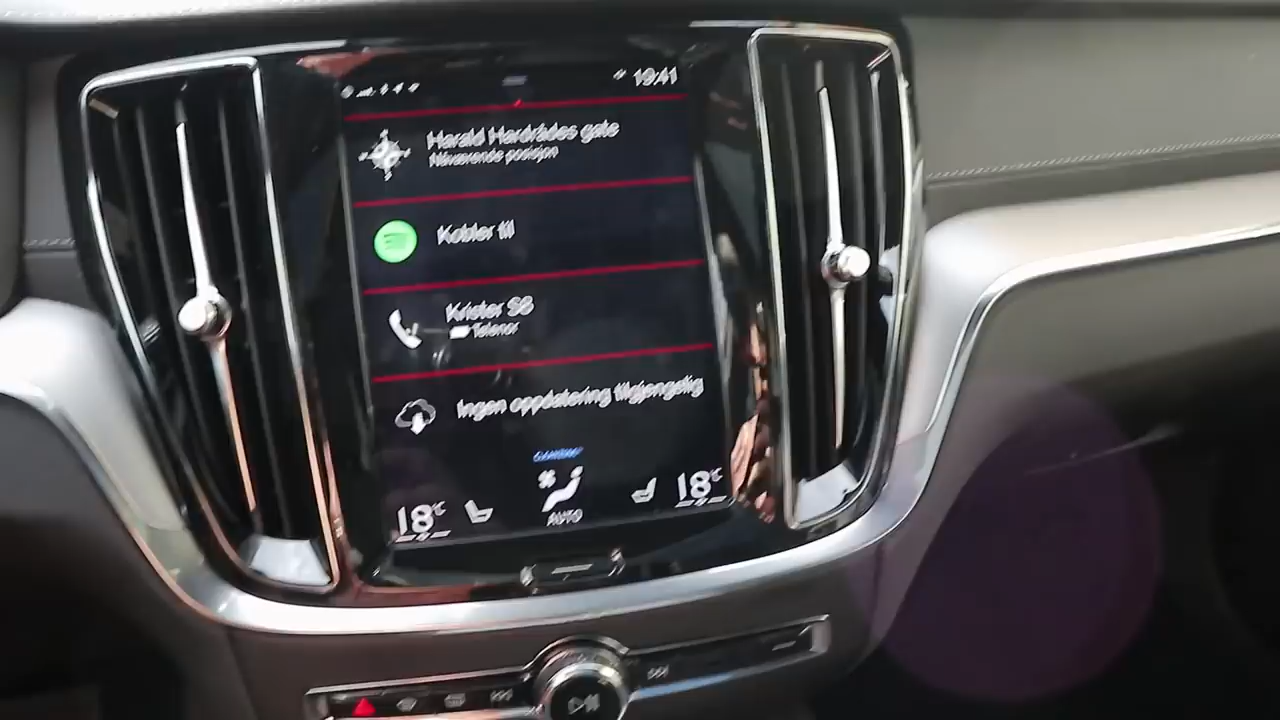 19:41
Harald Hardrådes gate
Nåværende posisjon
Kobler til
Krister S8
Telenor
Ingen oppdatering tilgjengelig
18°C
AUTO
18°C